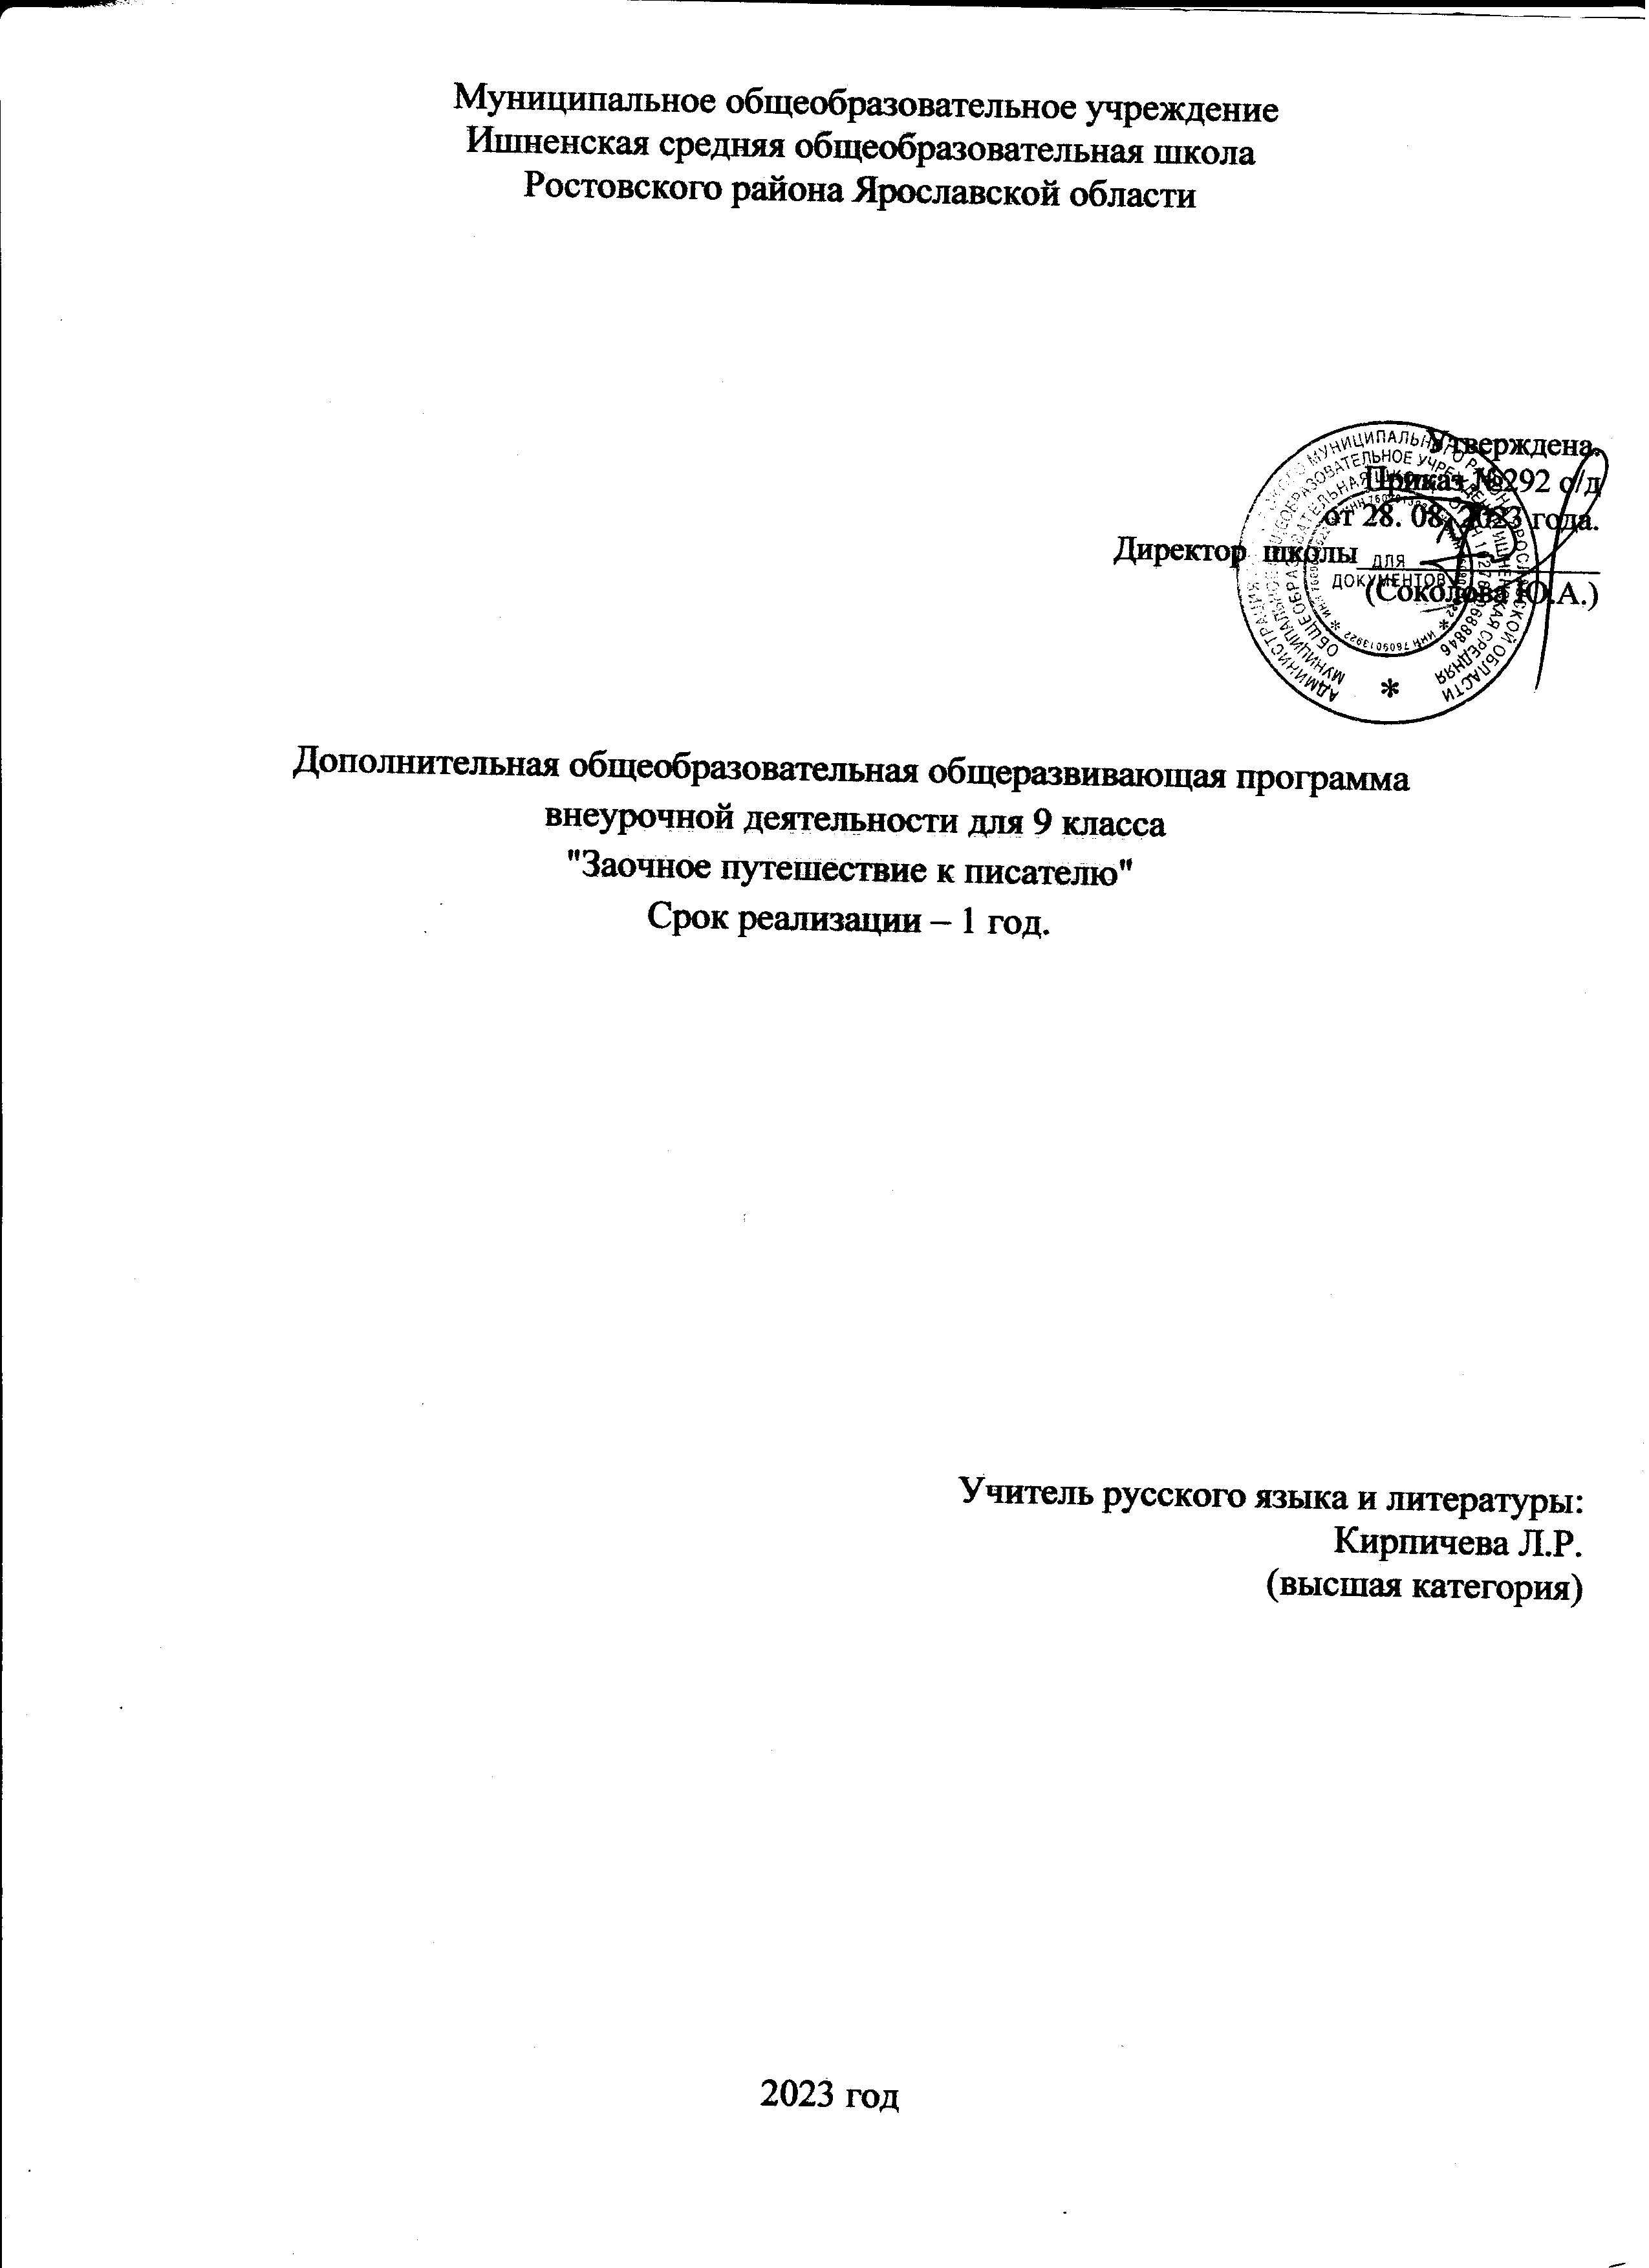 Муниципальное общеобразовательное учреждение
Ишненская средняя общеобразовательная школа
Ростовского района Ярославской области
Утверждена.
Приказ №292 о/д
от 28. 08. 2023 года.
Директор школы
(Соколова Ю.А.)
ДЛЯ
ДОКУМЕНТОВ
Дополнительная общеобразовательная общеразвивающая программа
внеурочной деятельности для 9 класса
"Заочное путешествие к писателю"
Срок реализации – 1 год.
Учитель русского языка и литературы:
Кирпичева Л.Р.
(высшая категория)
2023 год